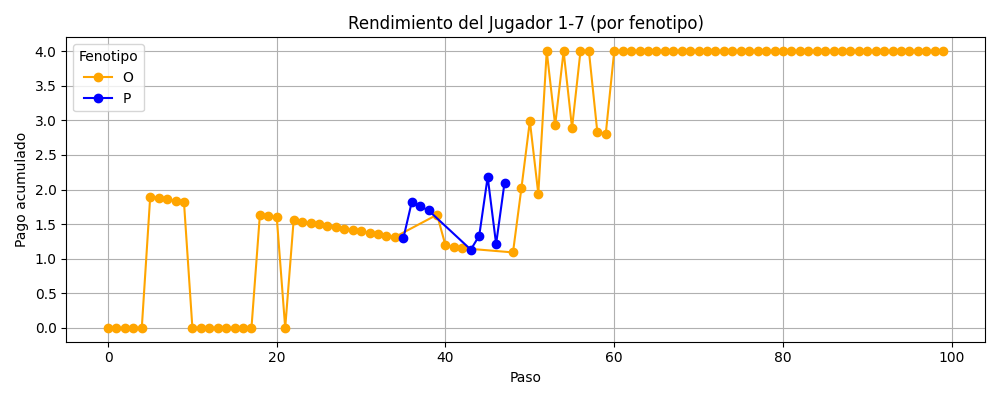 Rendimiento del Jugador 1-7 (por fenotipo)
Fenotipo
O
P
Pago acumulado
4.0
3.5
3.0
2.5
2.0
1.5
1.0
0.5
0.0
0 20 40 60 80 100
Paso